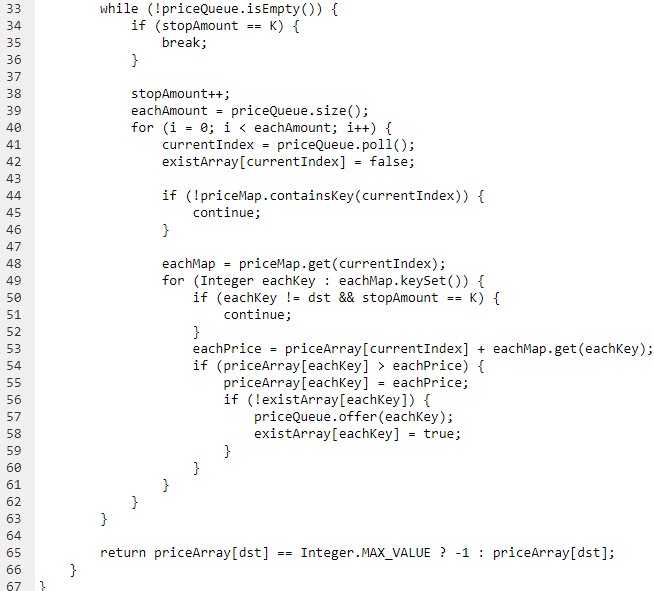 33        while (!priceQueue.isEmpty()) {
34            if (stopAmount == K) {
35                break;
36            }
37
38            stopAmount++;
39            eachAmount = priceQueue.size();
40            for (i = 0; i < eachAmount; i++) {
41                currentIndex = priceQueue.poll();
42                existArray[currentIndex] = false;
43
44                if (!priceMap.containsKey(currentIndex)) {
45                    continue;
46                }
47
48                eachMap = priceMap.get(currentIndex);
49                for (Integer eachKey : eachMap.keySet()) {
50                    if (eachKey != dst && stopAmount == K) {
51                        continue;
52                    }
53                    eachPrice = priceArray[currentIndex] + eachMap.get(eachKey);
54                    if (priceArray[eachKey] > eachPrice) {
55                        priceArray[eachKey] = eachPrice;
56                        if (!existArray[eachKey]) {
57                            priceQueue.offer(eachKey);
58                            existArray[eachKey] = true;
59                        }
60                    }
61                }
62            }
63        }
64
65        return priceArray[dst] == Integer.MAX_VALUE ? -1 : priceArray[dst];
66    }
67 }